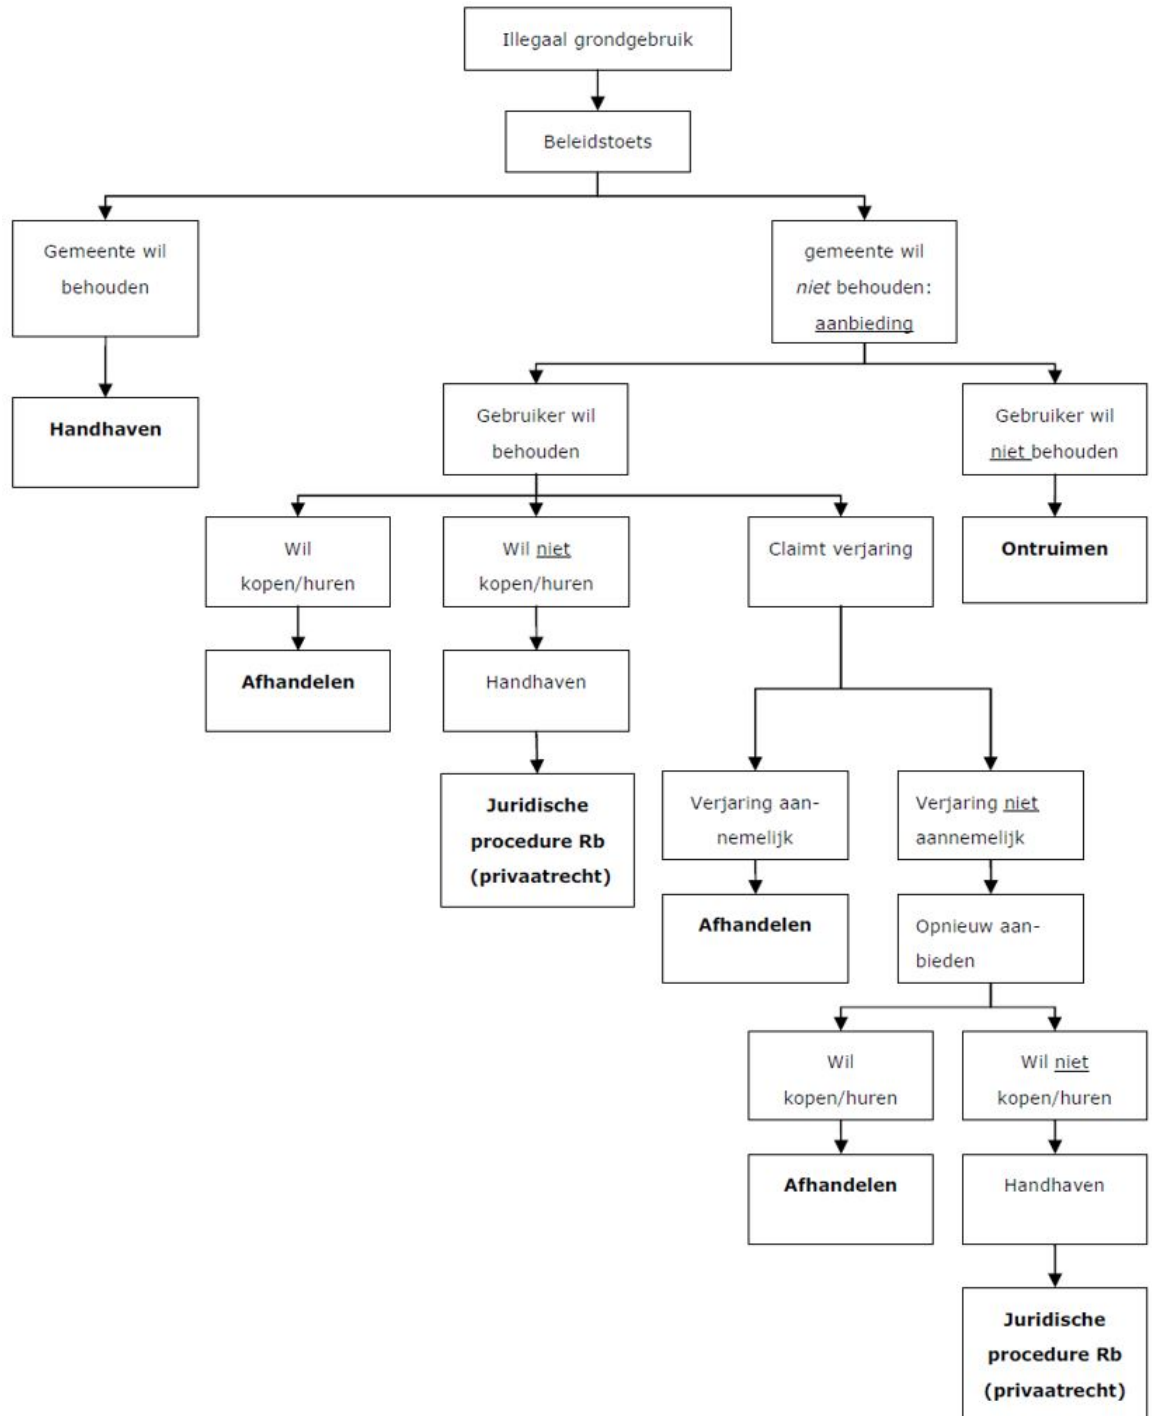 Illegaal grondgebruik
Beleidstoets
Gemeente wil
behouden
gemeente wil
niet behouden:
aanbieding
Handhaven
Gebruiker wil
behouden
Gebruiker wil
niet behouden
Wil
kopen/huren
Wil niet
kopen/huren
Claimt verjaring
Ontruimen
Afhandelen
Handhaven
Juridische
procedure Rb
(privaatrecht)
Verjaring aan-
nemelijk
Verjaring niet
aannemelijk
Afhandelen
Opnieuw aan-
bieden
Wil
kopen/huren
Wil niet
kopen/huren
Afhandelen
Handhaven
Juridische
procedure Rb
(privaatrecht)